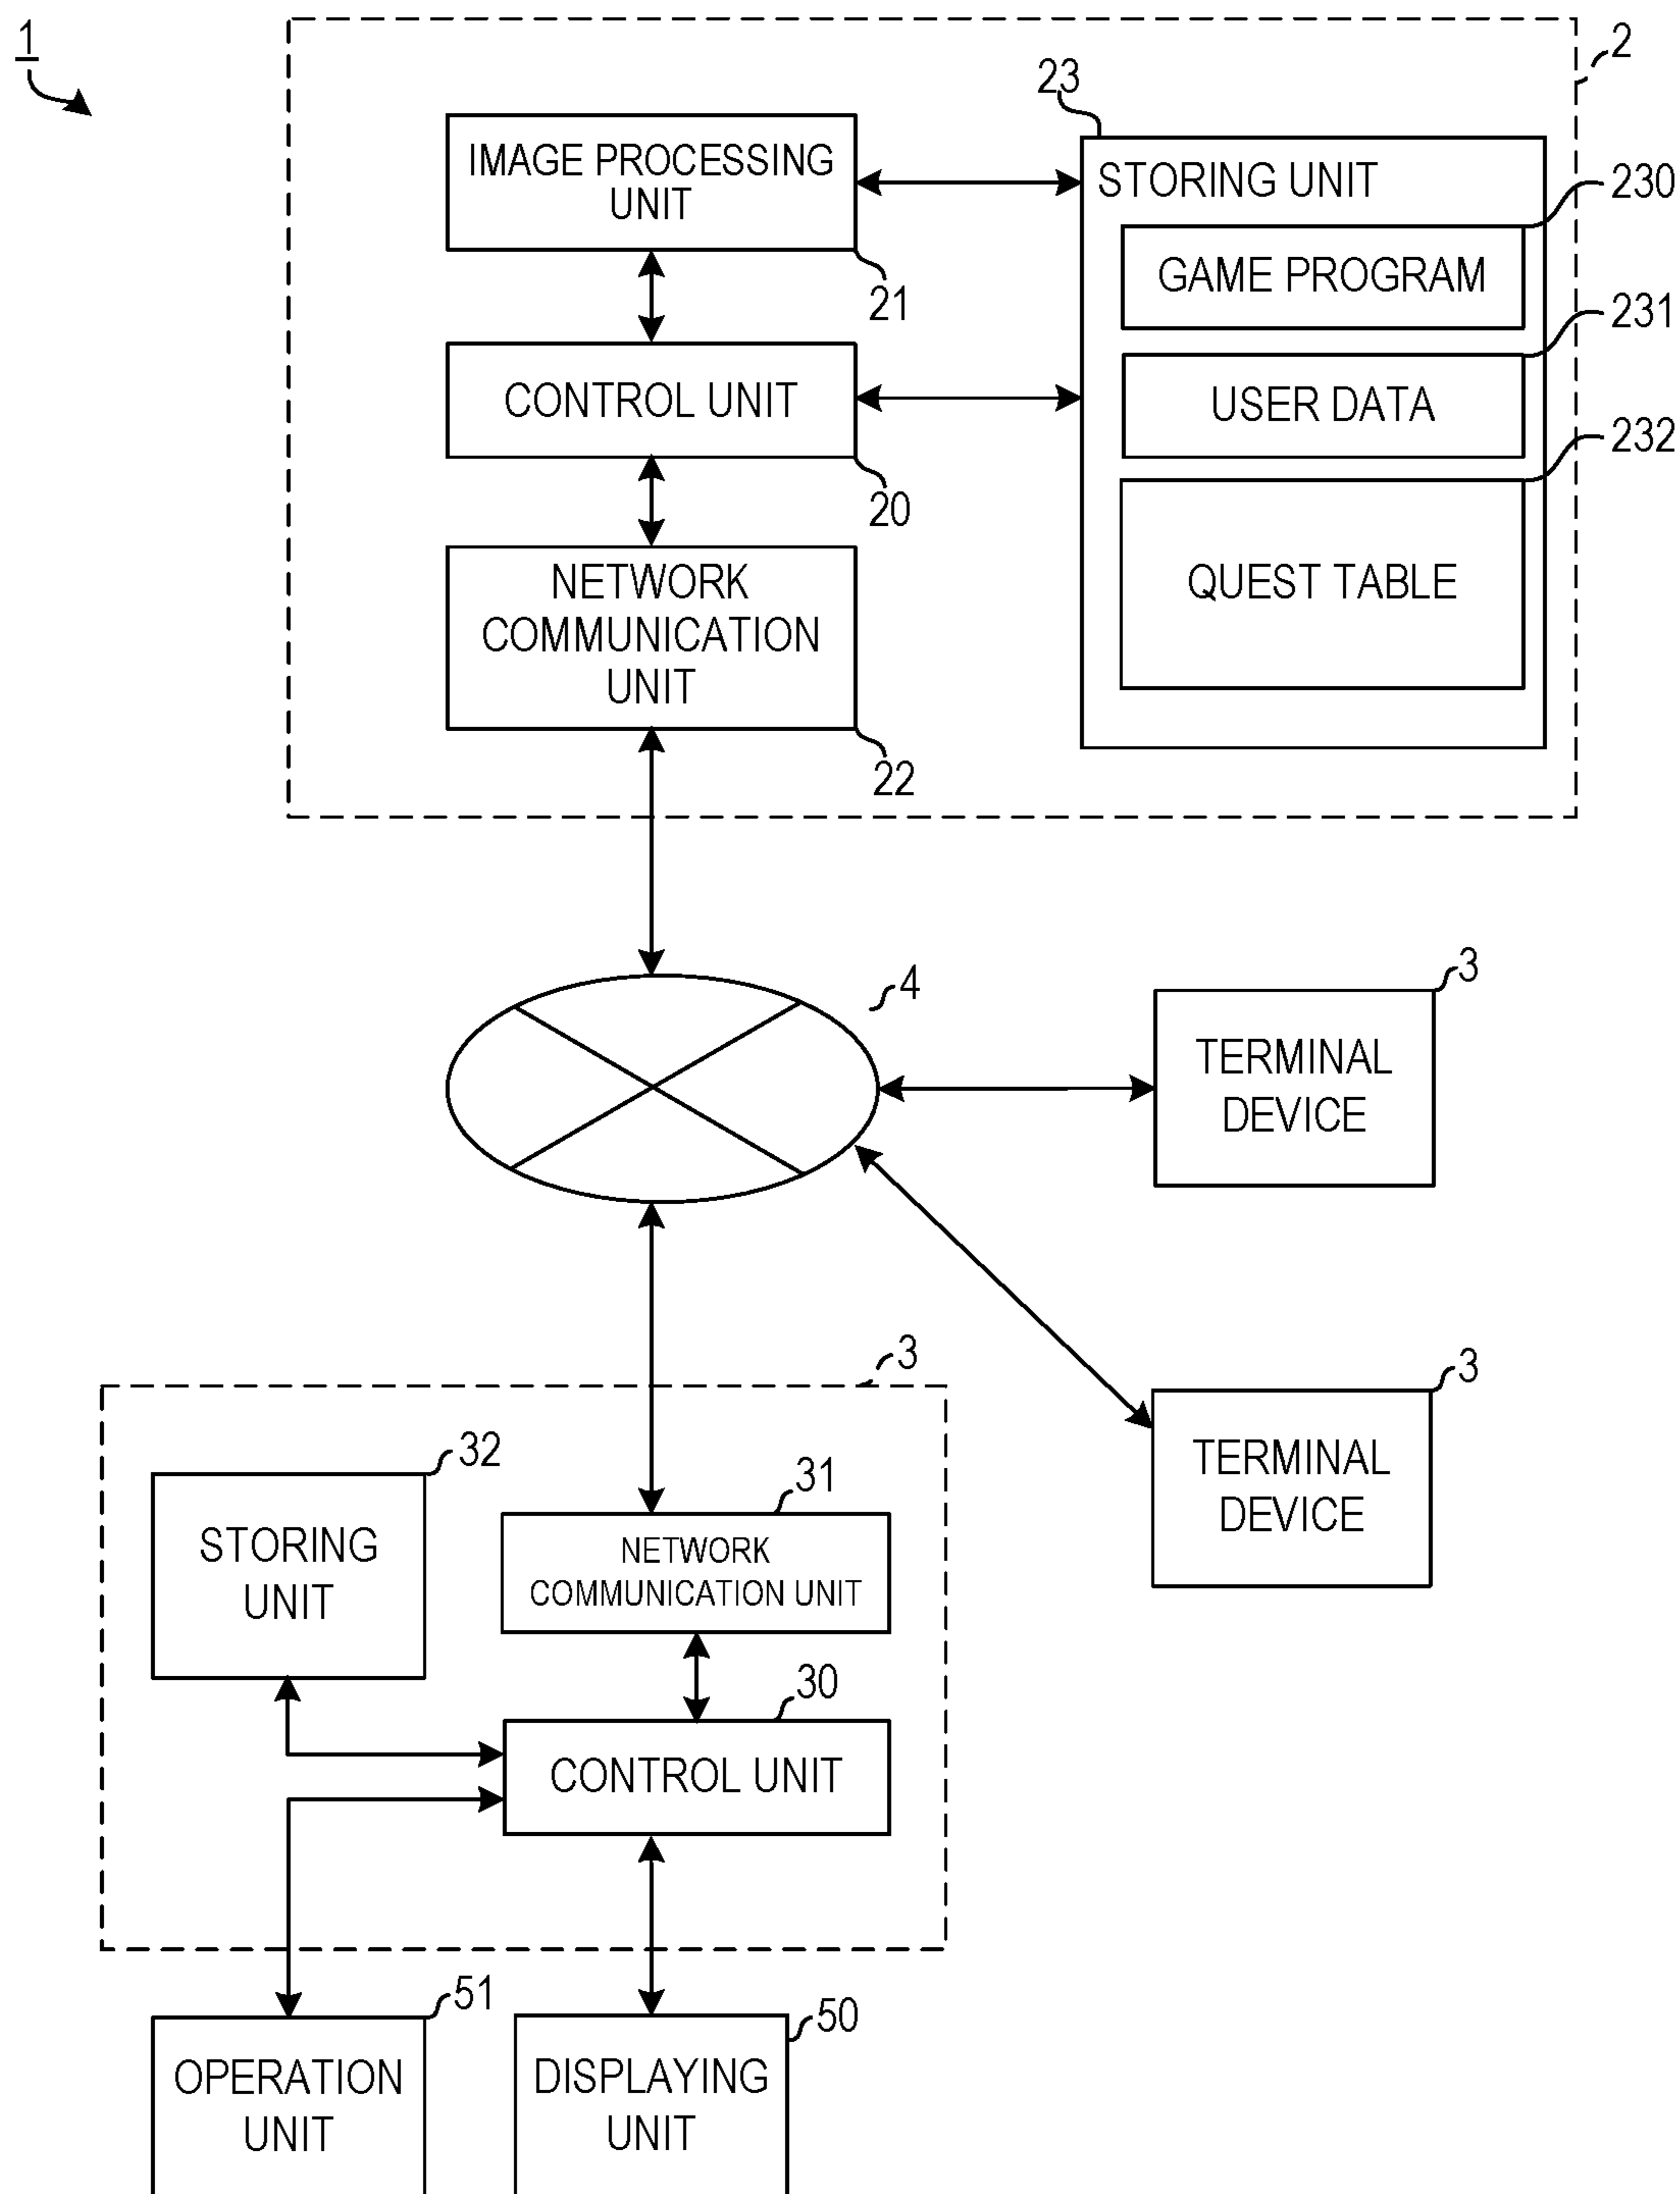 1
2
23
IMAGE PROCESSING
UNIT
21
STORING UNIT
230
GAME PROGRAM
231
USER DATA
232
QUEST TABLE
CONTROL UNIT
20
NETWORK
COMMUNICATION
UNIT
22
4
3
TERMINAL
DEVICE
3
TERMINAL
DEVICE
3
32
STORING
UNIT
31
NETWORK
COMMUNICATION UNIT
30
CONTROL UNIT
51
OPERATION
UNIT
50
DISPLAYING
UNIT